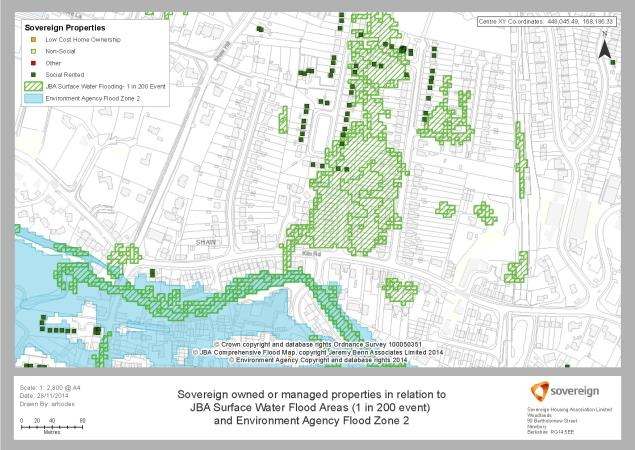 Sovereign Properties
Low Cost Home Ownership
Non-Social
Other
Social Rented
JBA Surface Water Flooding- 1 in 200 Event
Environment Agency Flood Zone 2
Centre XY Co-ordinates: 448,045.49, 168,186.33
N
SHAW
Kiln Rd
© Crown copyright and database rights Ordnance Survey 100050351
© JBA Comprehensive Flood Map, copyright Jeremy Benn Associates Limited 2014
© Environment Agency Copyright and database rights 2014
Scale: 1: 2,800 @ A4
Date: 28/11/2014
Drawn By: arhodes
0 20 40 80
Metres
Sovereign owned or managed properties in relation to
JBA Surface Water Flood Areas (1 in 200 event)
and Environment Agency Flood Zone 2
sovereign
Sovereign Housing Association Limited
Woodlands
90 Bartholomew Street
Newbury
Berkshire RG14 5EE